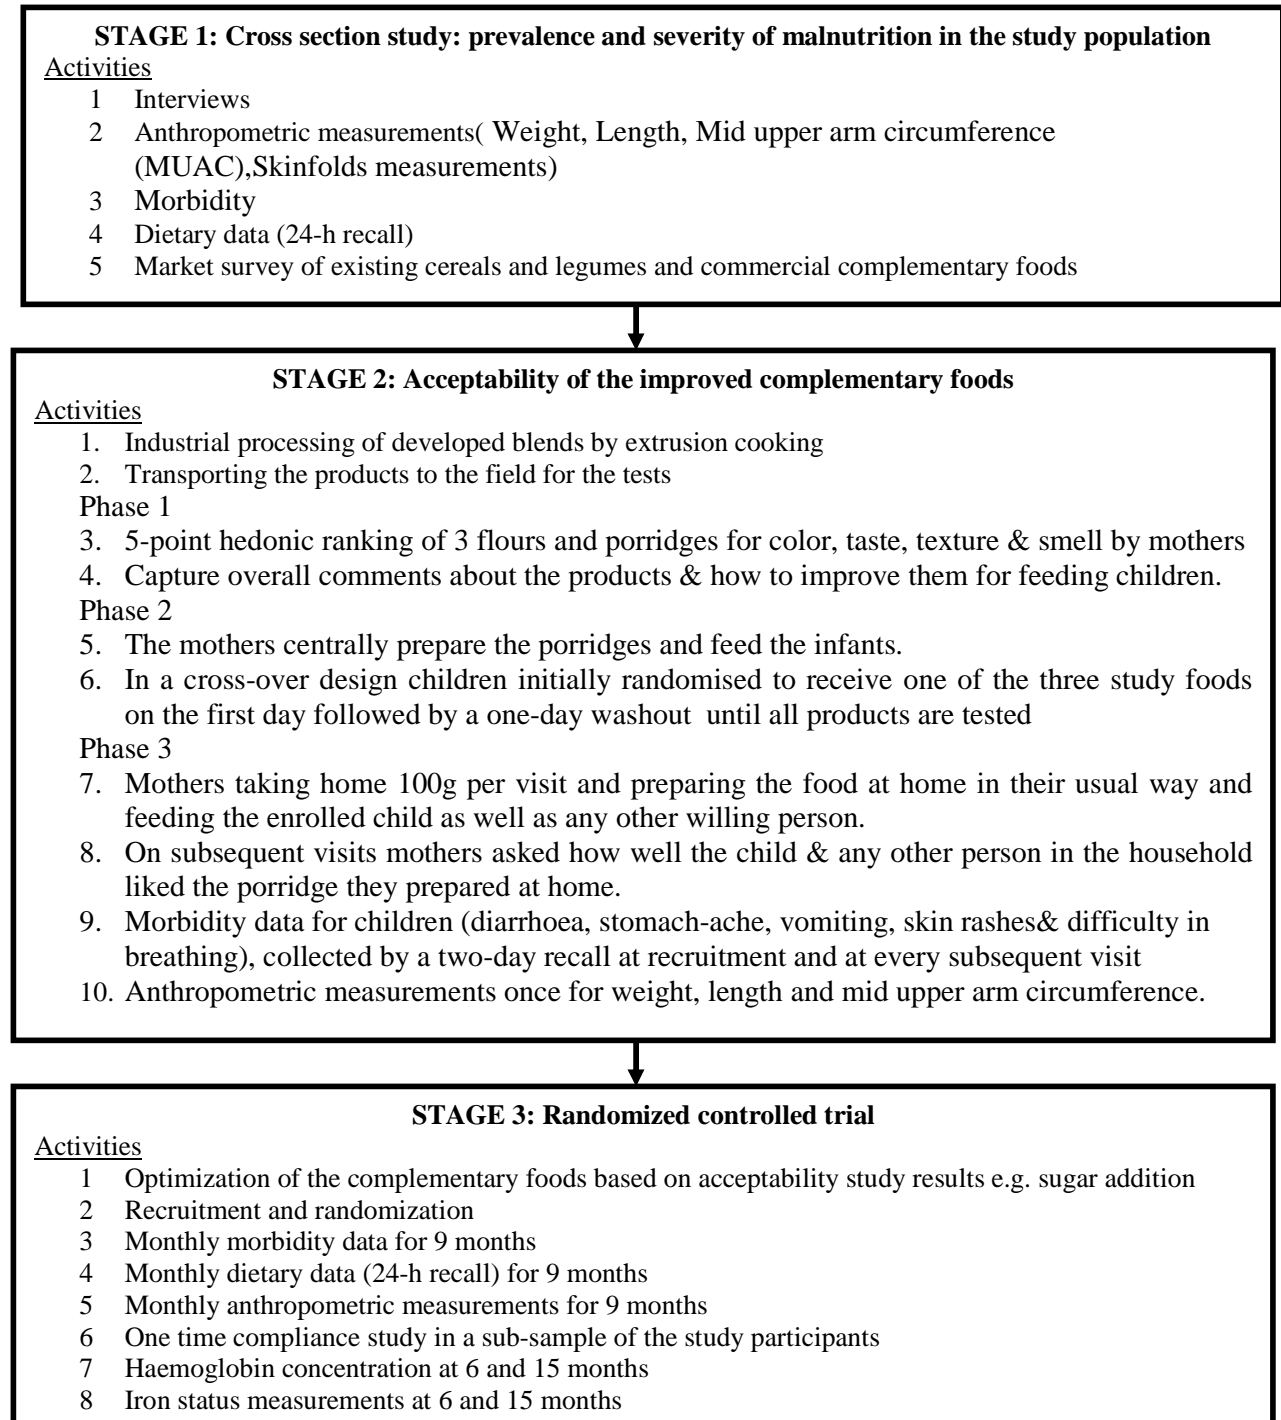 STAGE 1: Cross section study: prevalence and severity of malnutrition in the study population
Activities
1 Interviews
2 Anthropometric measurements( Weight, Length, Mid upper arm circumference
(MUAC),Skinfolds measurements)
3 Morbidity
4 Dietary data (24-h recall)
5 Market survey of existing cereals and legumes and commercial complementary foods
STAGE 2: Acceptability of the improved complementary foods
Activities
1. Industrial processing of developed blends by extrusion cooking
2. Transporting the products to the field for the tests
Phase 1
3. 5-point hedonic ranking of 3 flours and porridges for color, taste, texture & smell by mothers
4. Capture overall comments about the products & how to improve them for feeding children.
Phase 2
5. The mothers centrally prepare the porridges and feed the infants.
6. In a cross-over design children initially randomised to receive one of the three study foods
on the first day followed by a one-day washout until all products are tested
Phase 3
7. Mothers taking home 100g per visit and preparing the food at home in their usual way and
feeding the enrolled child as well as any other willing person.
8. On subsequent visits mothers asked how well the child & any other person in the household
liked the porridge they prepared at home.
9. Morbidity data for children (diarrhoea, stomach-ache, vomiting, skin rashes& difficulty in
breathing), collected by a two-day recall at recruitment and at every subsequent visit
10. Anthropometric measurements once for weight, length and mid upper arm circumference.
STAGE 3: Randomized controlled trial
Activities
1 Optimization of the complementary foods based on acceptability study results e.g. sugar addition
2 Recruitment and randomization
3 Monthly morbidity data for 9 months
4 Monthly dietary data (24-h recall) for 9 months
5 Monthly anthropometric measurements for 9 months
6 One time compliance study in a sub-sample of the study participants
7 Haemoglobin concentration at 6 and 15 months
8 Iron status measurements at 6 and 15 months